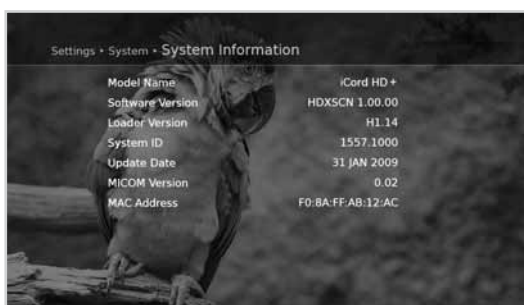 Settings • System • System Information
Model Name iCord HD+
Software Version HDXSCN 1.00.00
Loader Version H1.14
System ID 1557.1000
Update Date 31 JAN 2009
MICOM Version 0.02
MAC Address F0:8A:FF:AB:12:AC